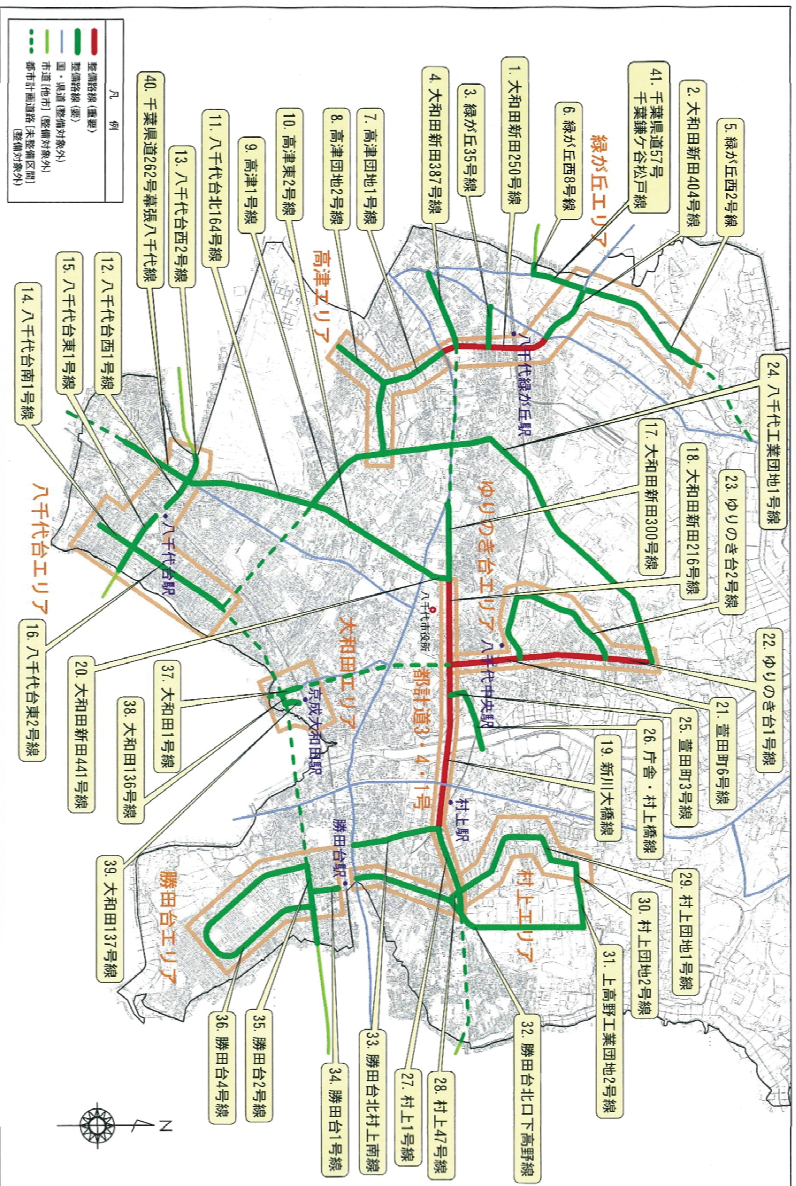 凡　例
整備路線(重要)
整備路線(要)
国・県道(整備対象外)
市道[他市](整備対象外)
都市計画道路[未整備区間]
(整備対象外)
5. 緑が丘西2号線
2. 大和田新田404号線
41. 千葉県道57号
千葉鎌ケ谷松戸線
6. 緑が丘西8号線
1. 大和田新田250号線
3. 緑が丘35号線
4. 大和田新田387号線
7. 高津団地1号線
8. 高津団地2号線
10. 高津東2号線
9. 高津1号線
11. 八千代台北164号線
13. 八千代台西2号線
40. 千葉県道262号幕張八千代線
12. 八千代台西1号線
15. 八千代台東1号線
14. 八千代台南1号線
24. 八千代工業団地1号線
17. 大和田新田300号線
18. 大和田新田216号線
23. ゆりのき台2号線
22. ゆりのき台1号線
21. 萱田町6号線
25. 萱田町3号線
26. 庁舎・村上橋線
19. 新川大橋線
29. 村上団地1号線
30. 村上団地2号線
31. 上高野工業団地2号線
32. 勝田台北口下高野線
28. 村上47号線
27. 村上1号線
33. 勝田台北村上南線
34. 勝田台1号線
35. 勝田台2号線
36. 勝田台4号線
39. 大和田137号線
38. 大和田136号線
37. 大和田1号線
20. 大和田新田441号線
16. 八千代台東2号線
緑が丘エリア
高津エリア
八千代台エリア
ゆりのき台エリア
大和田エリア
都計道3・4・1号
村上エリア
勝田台エリア
八千代緑が丘駅
八千代台駅
八千代中央駅
八千代市役所
京成大和田駅
村上駅
勝田台駅
N